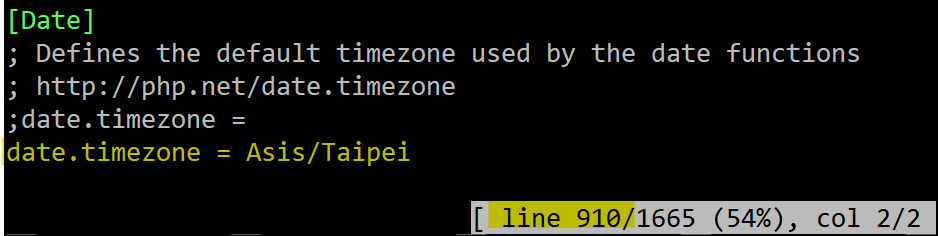 [Date]
; Defines the default timezone used by the date functions
; http://php.net/date.timezone
;date.timezone =
date.timezone = Asis/Taipei
[ line 910/1665 (54%), col 2/2